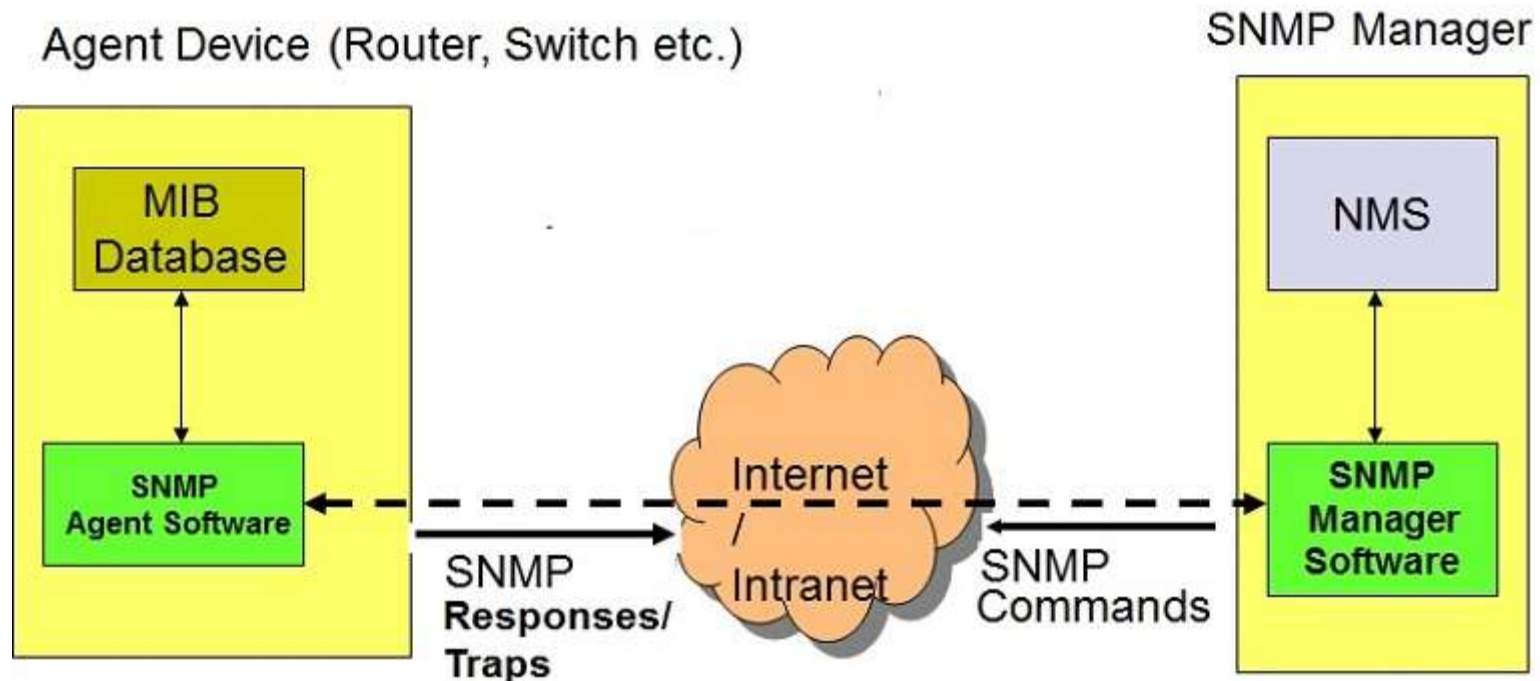 Agent Device (Router, Switch etc.)
SNMP Manager
MIB
Database
NMS
SNMP
Agent Software
Internet
/
Intranet
SNMP
Manager
Software
SNMP
Responses/
Traps
SNMP
Commands